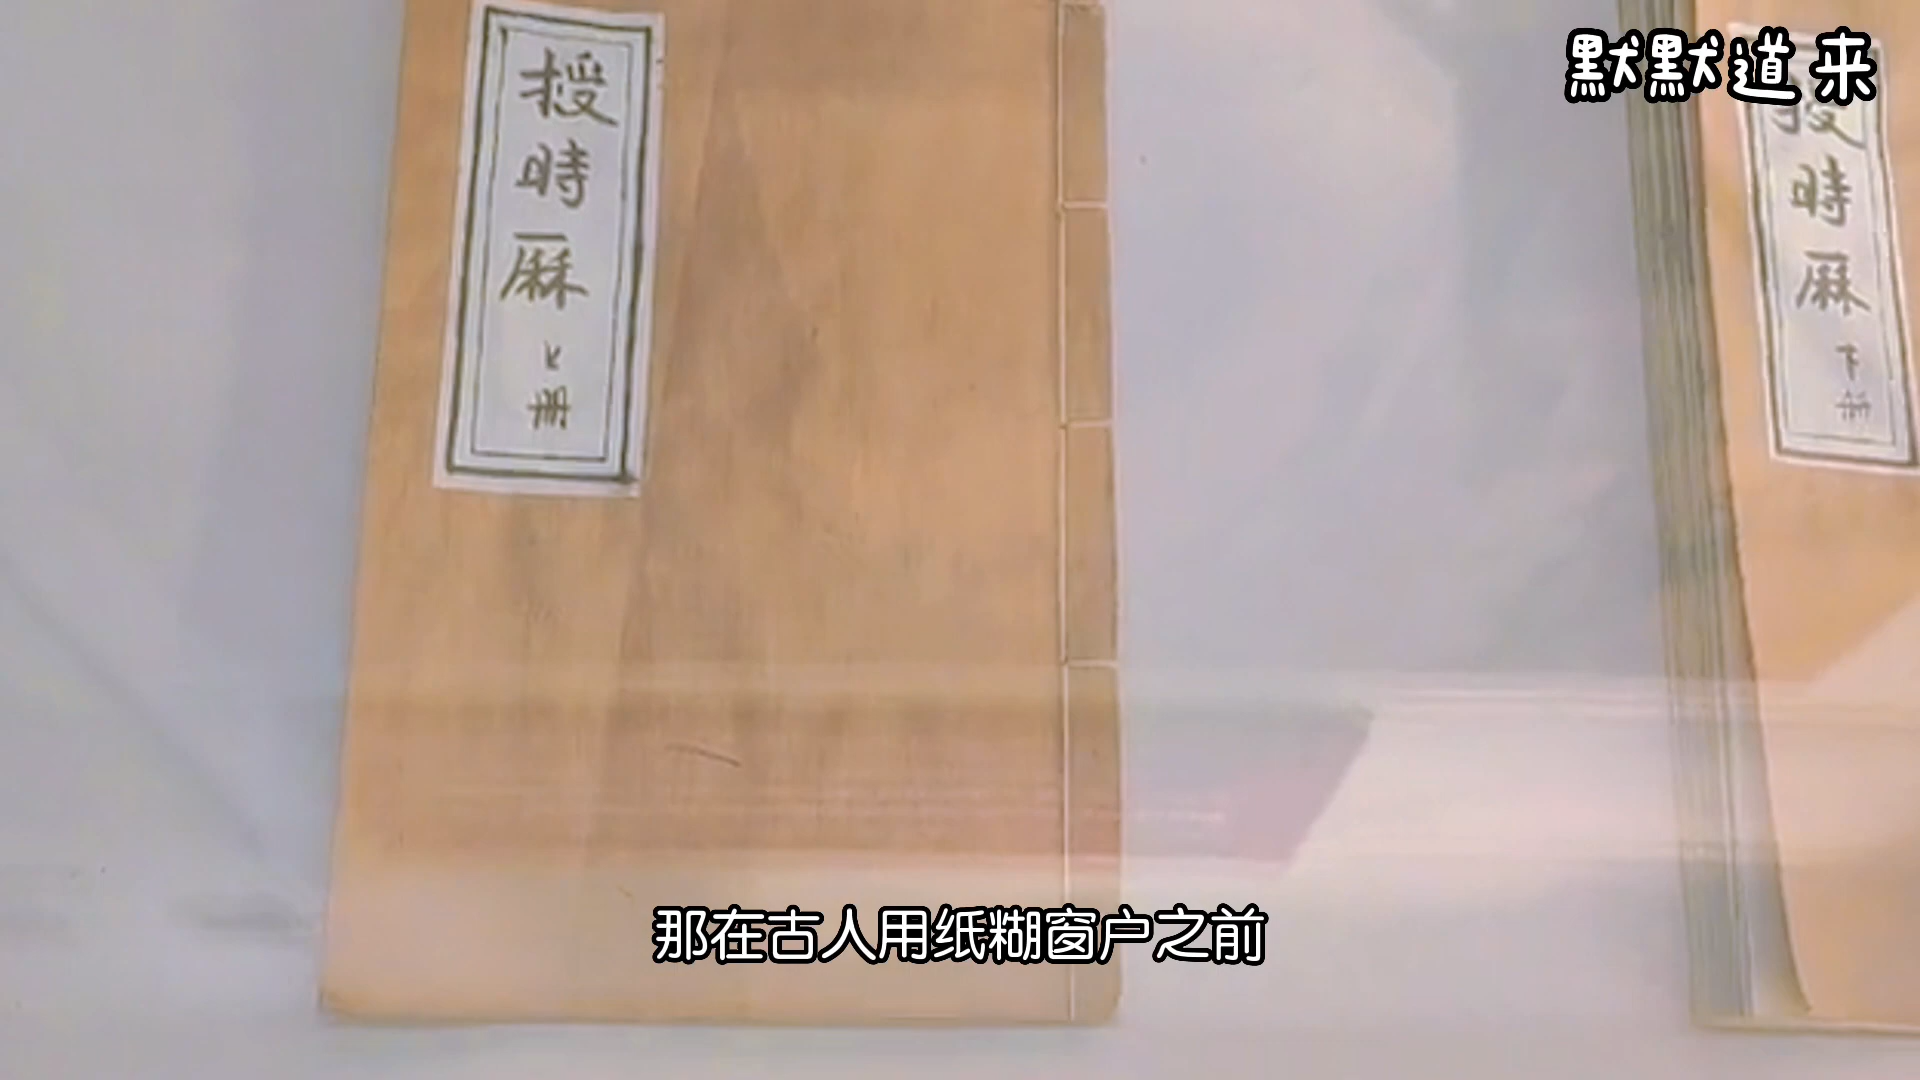 默默道来
授時厤
上册
授時厤
下册
那在古人用纸糊窗户之前